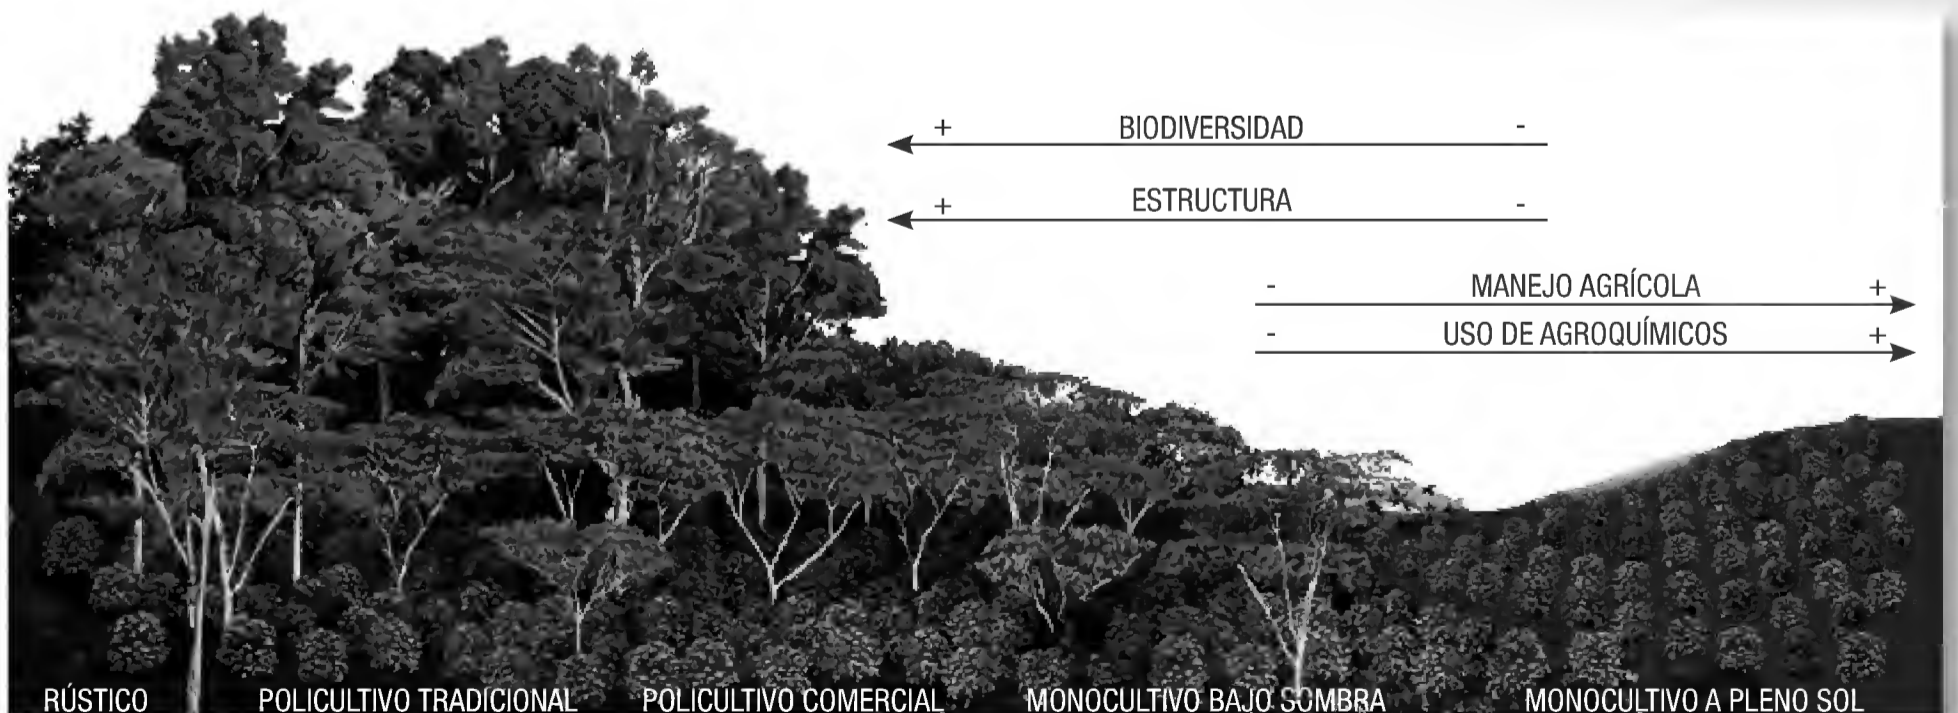 + BIODIVERSIDAD -
+ ESTRUCTURA -
- MANEJO AGRÍCOLA +
- USO DE AGROQUÍMICOS +
RÚSTICO POLICULTIVO TRADICIONAL POLICULTIVO COMERCIAL MONOCULTIVO BAJO SOMBRA MONOCULTIVO A PLENO SOL